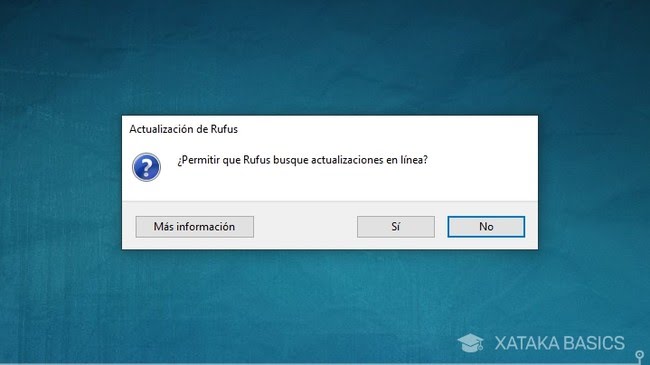 Actualización de Rufus
¿Permitir que Rufus busque actualizaciones en línea?
Más información
Sí
No
XATAKA BASICS